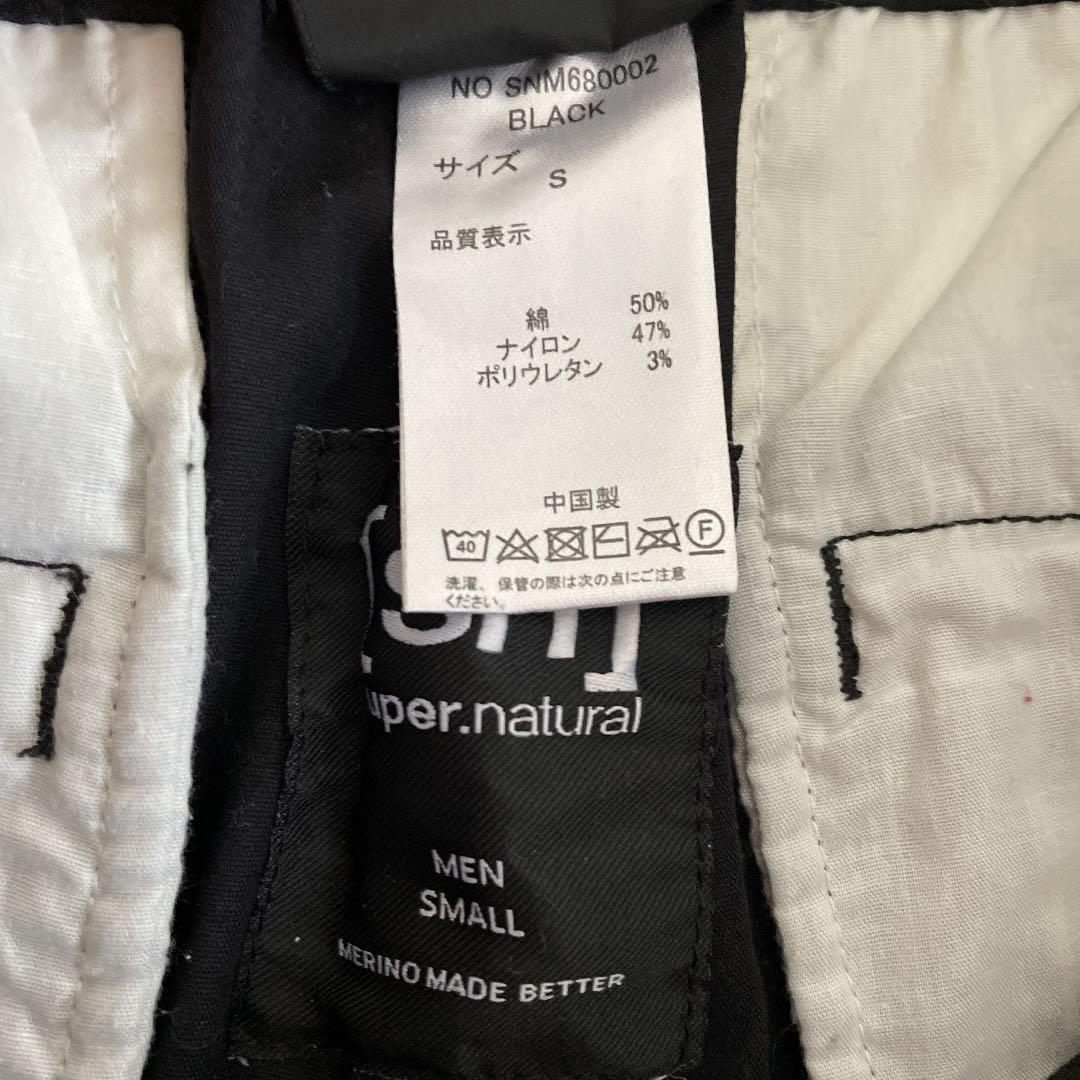 NO SNM680002
BLACK
サイズ S
品質表示
綿 50%
ナイロン 47%
ポリウレタン 3%
中国製
40 F
洗濯、保管の際は次の点にご注意
ください。
[sn]
uper.natural
MEN
SMALL
MERINO MADE BETTER